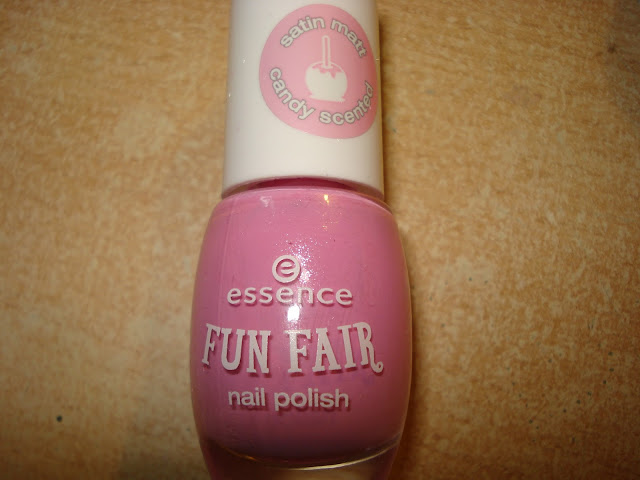 satin matt
candy scented
essence
FUN FAIR
nail polish